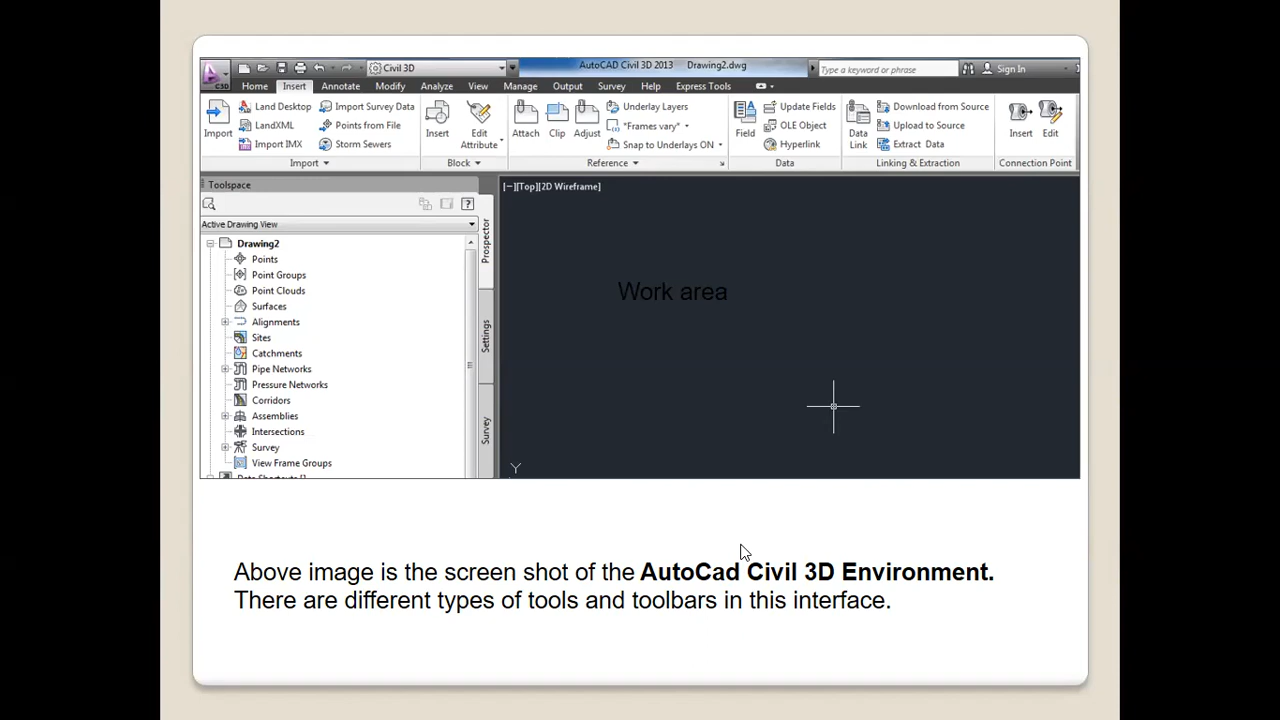 Civil 3D
AutoCAD Civil 3D 2013 Drawing2.dwg
Type a keyword or phrase
Sign In
C3D
Home Insert Annotate Modify Analyze View Manage Output Survey Help Express Tools
Land Desktop Import Survey Data Underlay Layers Update Fields Download from Source
LandXML Points from File *Frames vary* OLE Object Upload to Source
Import Insert Edit Attach Clip Adjust Field Data Insert Edit
Import IMX Storm Sewers Attribute Snap to Underlays ON Hyperlink Link Extract Data
Import Block Reference Data Linking & Extraction Connection Point
Toolspace
[−][Top][2D Wireframe]
?
Active Drawing View
Prospector
Settings
Survey
Drawing2
Points
Point Groups
Point Clouds
Surfaces
Alignments
Sites
Catchments
Pipe Networks
Pressure Networks
Corridors
Assemblies
Intersections
Survey
View Frame Groups
Work area
Y
Above image is the screen shot of the AutoCad Civil 3D Environment.
There are different types of tools and toolbars in this interface.